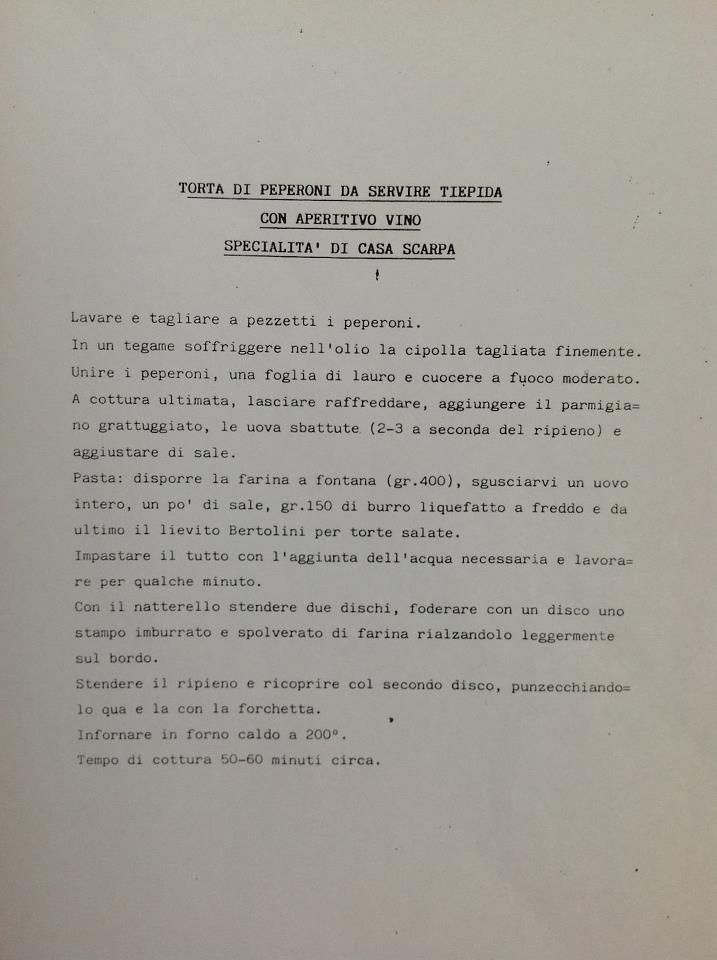 TORTA DI PEPERONI DA SERVIRE TIEPIDA
CON APERITIVO VINO
SPECIALITA' DI CASA SCARPA
Lavare e tagliare a pezzetti i peperoni.
In un tegame soffriggere nell'olio la cipolla tagliata finemente.
Unire i peperoni, una foglia di lauro e cuocere a fuoco moderato.
A cottura ultimata, lasciare raffreddare, aggiungere il parmigia=
no grattuggiato, le uova sbattute (2-3 a seconda del ripieno) e
aggiustare di sale.
Pasta: disporre la farina a fontana (gr.400), sgusciarvi un uovo
intero, un po' di sale, gr.150 di burro liquefatto a freddo e da
ultimo il lievito Bertolini per torte salate.
Impastare il tutto con l'aggiunta dell'acqua necessaria e lavora=
re per qualche minuto.
Con il natterello stendere due dischi, foderare con un disco uno
stampo imburrato e spolverato di farina rialzandolo leggermente
sul bordo.
Stendere il ripieno e ricoprire col secondo disco, punzecchiando=
lo qua e la con la forchetta.
Infornare in forno caldo a 200°.
Tempo di cottura 50-60 minuti circa.